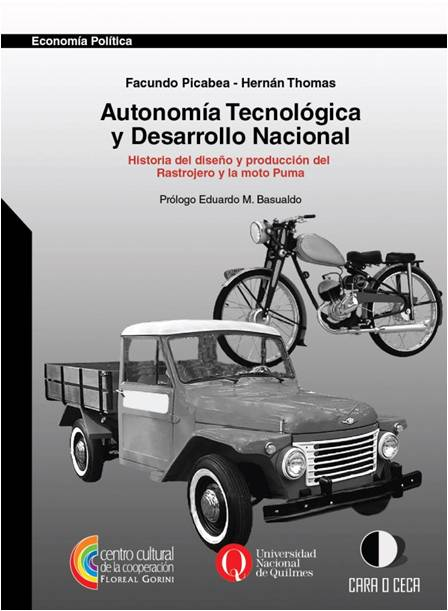 Economía Política
Facundo Picabea - Hernán Thomas
Autonomía Tecnológica
y Desarrollo Nacional
Historia del diseño y producción del
Rastrojero y la moto Puma
Prólogo Eduardo M. Basualdo
centro cultural
de la cooperación
FLOREAL GORINI
Q
Universidad
Nacional
de Quilmes
CARA O CECA